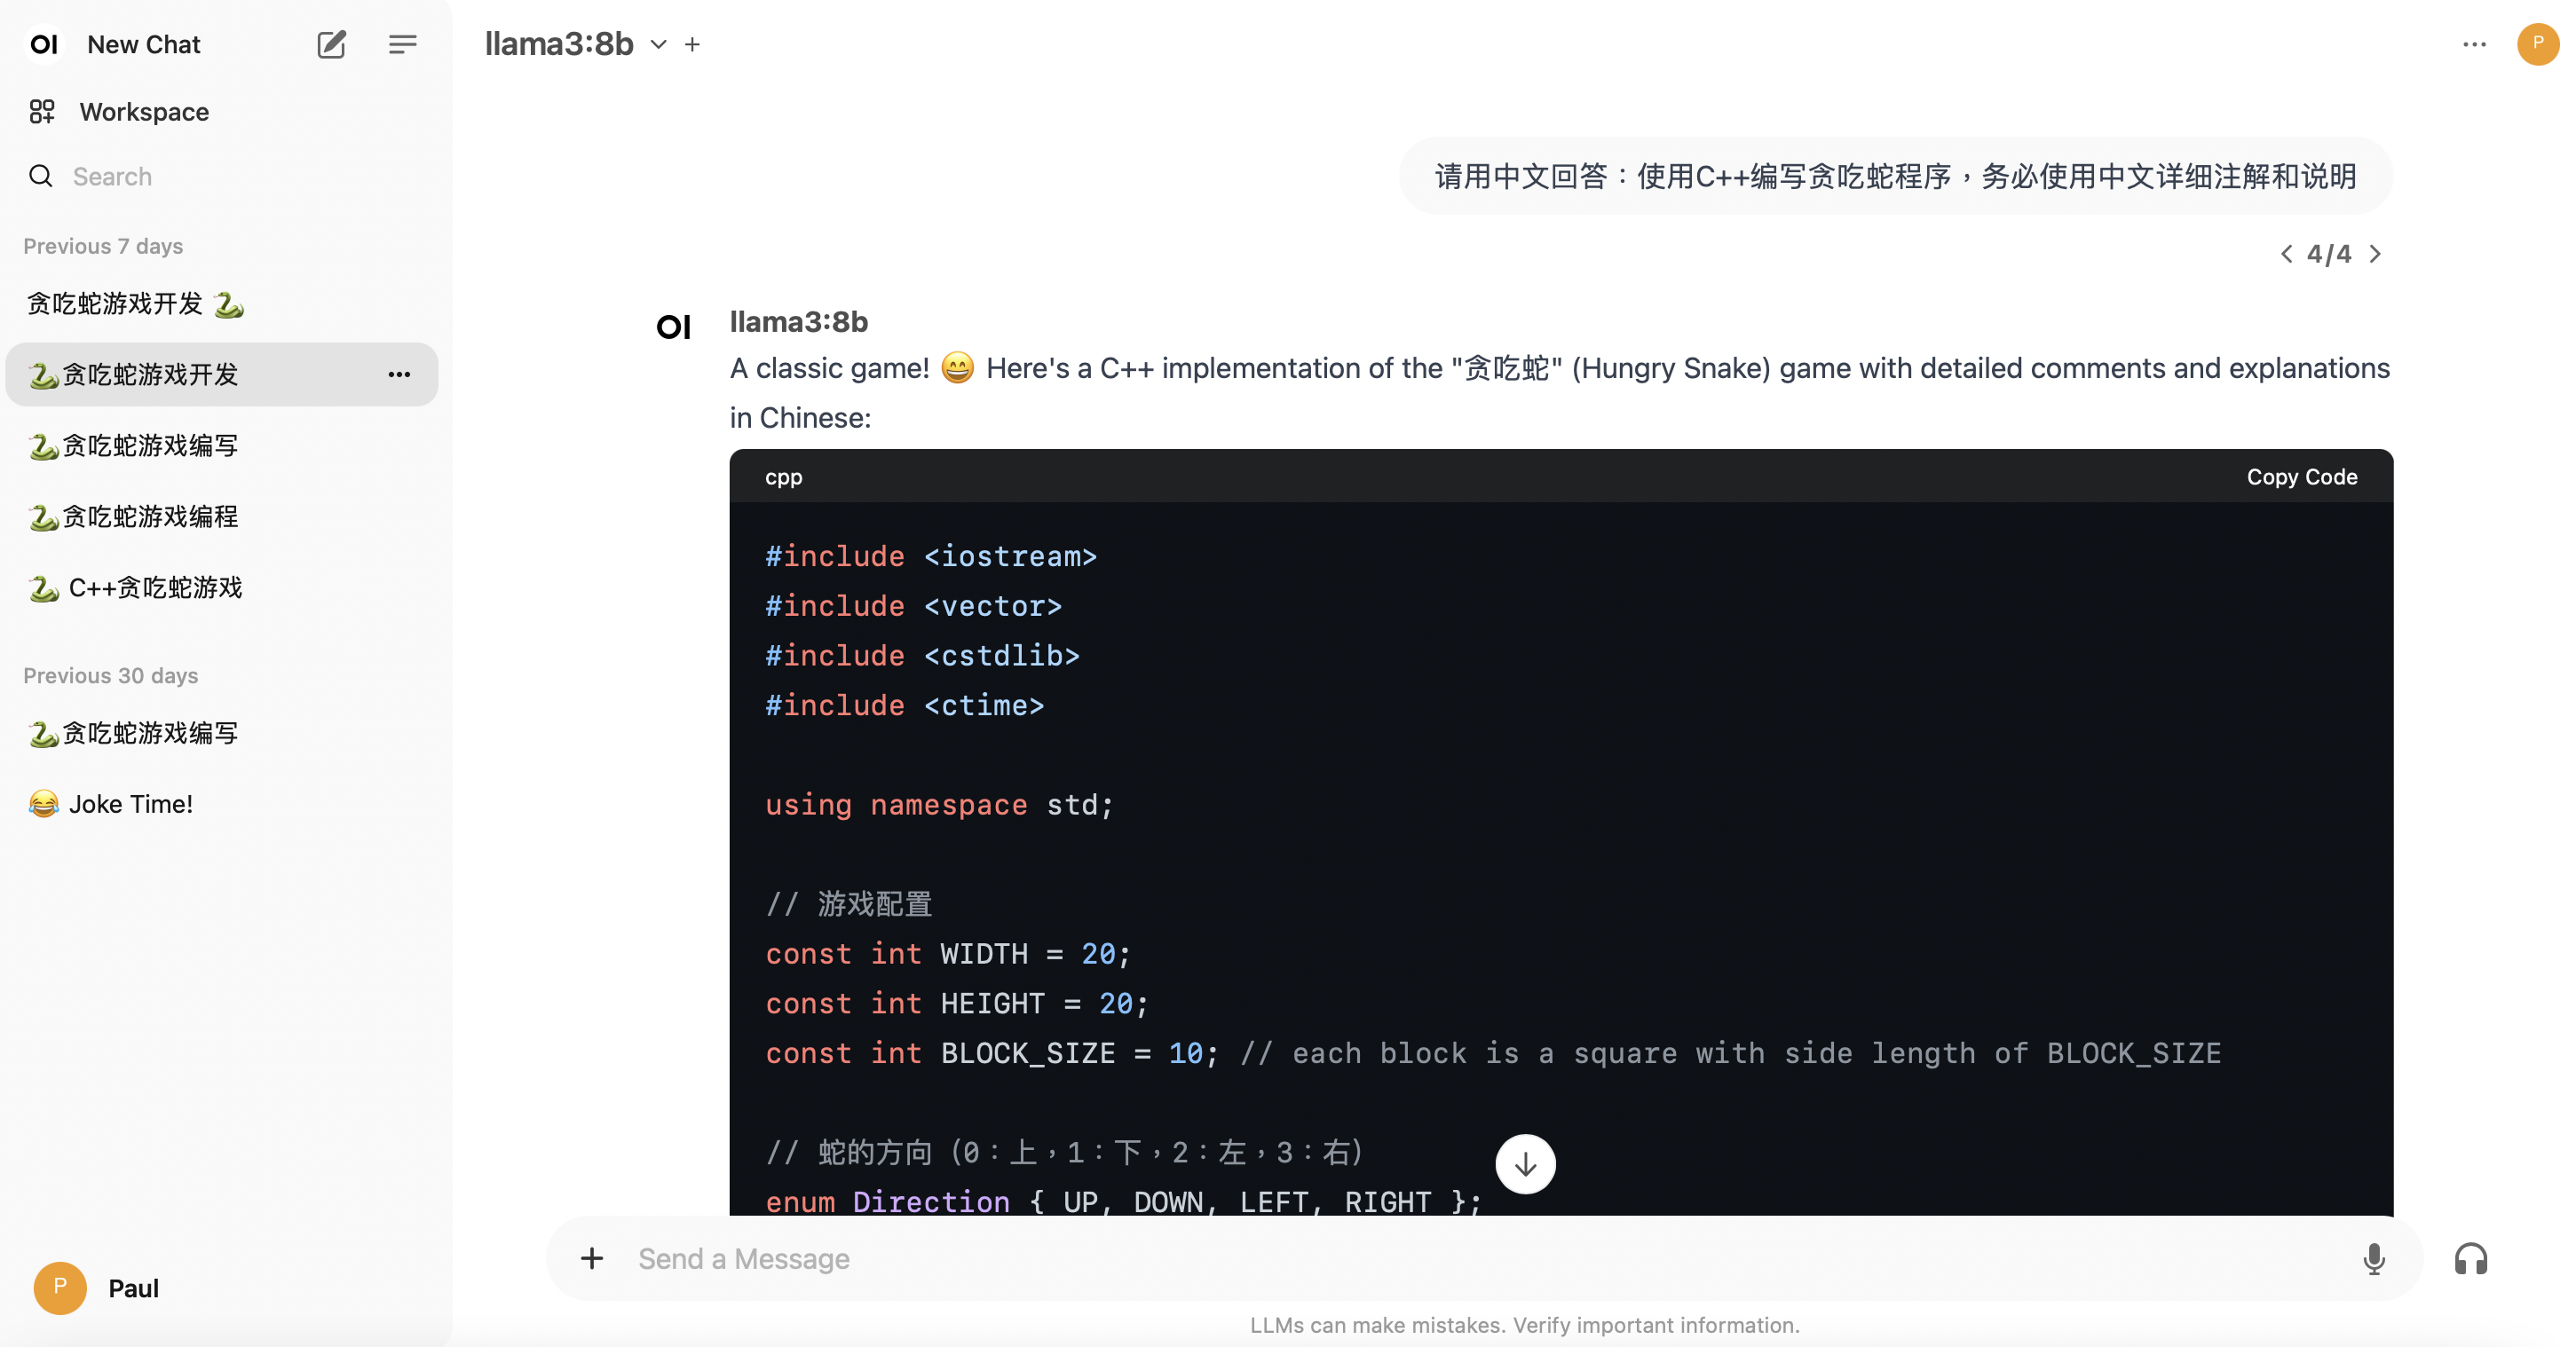 OI New Chat
Workspace
Search
Previous 7 days
贪吃蛇游戏开发 🐍
🐍贪吃蛇游戏开发
🐍贪吃蛇游戏编写
🐍贪吃蛇游戏编程
🐍 C++贪吃蛇游戏
Previous 30 days
🐍贪吃蛇游戏编写
😂 Joke Time!
P Paul
llama3:8b
P
请用中文回答：使用C++编写贪吃蛇程序，务必使用中文详细注解和说明
4/4
OI llama3:8b
A classic game! 😄 Here's a C++ implementation of the "贪吃蛇" (Hungry Snake) game with detailed comments and explanations
in Chinese:
cpp Copy Code
#include <iostream>
#include <vector>
#include <cstdlib>
#include <ctime>
using namespace std;
// 游戏配置
const int WIDTH = 20;
const int HEIGHT = 20;
const int BLOCK_SIZE = 10; // each block is a square with side length of BLOCK_SIZE
// 蛇的方向（0：上，1：下，2：左，3：右）
enum Direction { UP, DOWN, LEFT, RIGHT };
Send a Message
LLMs can make mistakes. Verify important information.